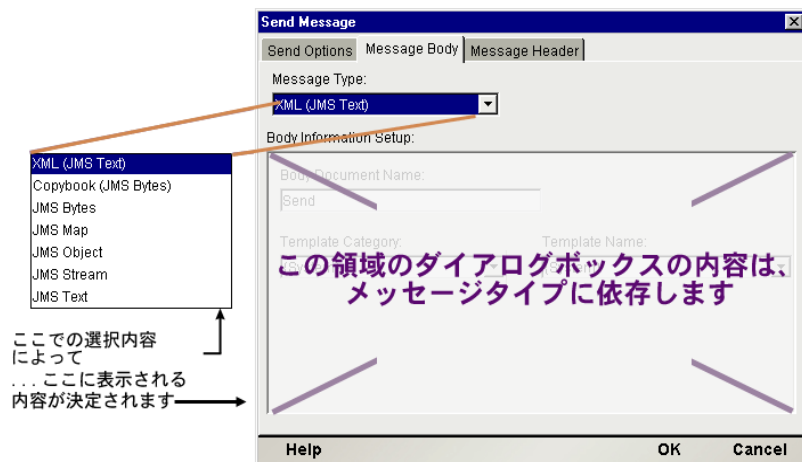 Send Message
Send Options Message Body Message Header
Message Type:
XML (JMS Text)
Body Information Setup:
Body Document Name:
Send
Template Category:
Template Name:
この領域のダイアログボックスの内容は、
メッセージタイプに依存します
XML (JMS Text)
Copybook (JMS Bytes)
JMS Bytes
JMS Map
JMS Object
JMS Stream
JMS Text
ここでの選択内容
によって
... ここに表示される
内容が決定されます
Help OK Cancel